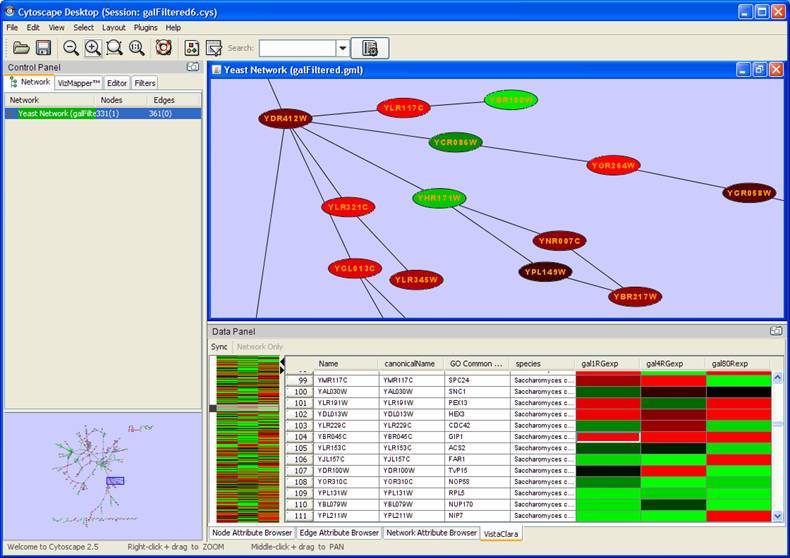 Cytoscape Desktop (Session: galFiltered6.cys)
File Edit View Select Layout Plugins Help
Search:
Control Panel
Network VizMapper™ Editor Filters
Network Nodes Edges
Yeast Network (galFilte 331(1) 361(0)
Yeast Network (galFiltered.gml)
YLR117C
YDR412W
YCR086W
YOR264W
YGR058W
YHR171W
YLR321C
YNR007C
YGL013C
YPL149W
YLR345W
YBR217W
Data Panel
Sync Network Only
Name canonicalName GO Common ... species gal1RGexp gal4RGexp gal80Rexp
99 YMR117C YMR117C SPC24 Saccharomyces c...
100 YAL030W YAL030W SNC1 Saccharomyces c...
101 YLR191W YLR191W PEX13 Saccharomyces c...
102 YDL013W YDL013W HEX3 Saccharomyces c...
103 YLR229C YLR229C CDC42 Saccharomyces c...
104 YBR045C YBR045C GIP1 Saccharomyces c...
105 YLR153C YLR153C ACS2 Saccharomyces c...
106 YJL157C YJL157C FAR1 Saccharomyces c...
107 YDR100W YDR100W TVP15 Saccharomyces c...
108 YOR310C YOR310C NOP58 Saccharomyces c...
109 YPL131W YPL131W RPL5 Saccharomyces c...
110 YBL079W YBL079W NUP170 Saccharomyces c...
111 YPL211W YPL211W NIP7 Saccharomyces c...
Node Attribute Browser Edge Attribute Browser Network Attribute Browser VistaClara
Welcome to Cytoscape 2.5 Right-click + drag to ZOOM Middle-click + drag to PAN